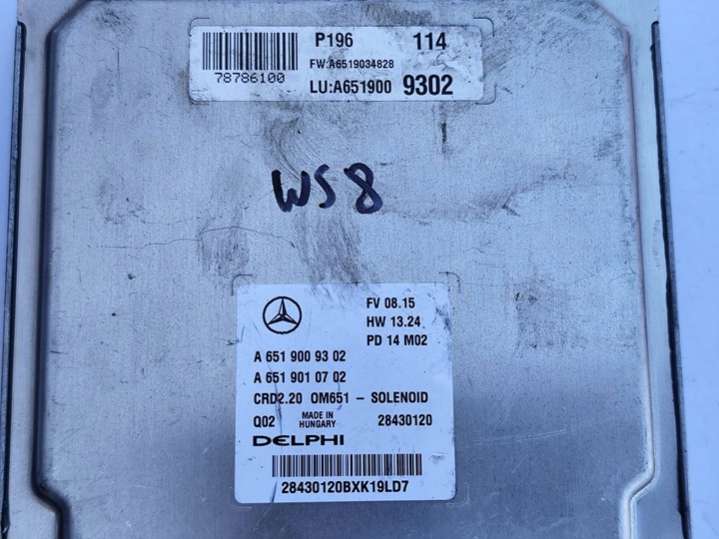 P196 114
FW:A6519034828
78786100
LU:A651900 9302
WS8
FV 08.15
HW 13.24
PD 14 M02
A 651 900 93 02
A 651 901 07 02
CRD2.20 OM651 - SOLENOID
Q02 MADE IN HUNGARY 28430120
DELPHI
28430120BXK19LD7